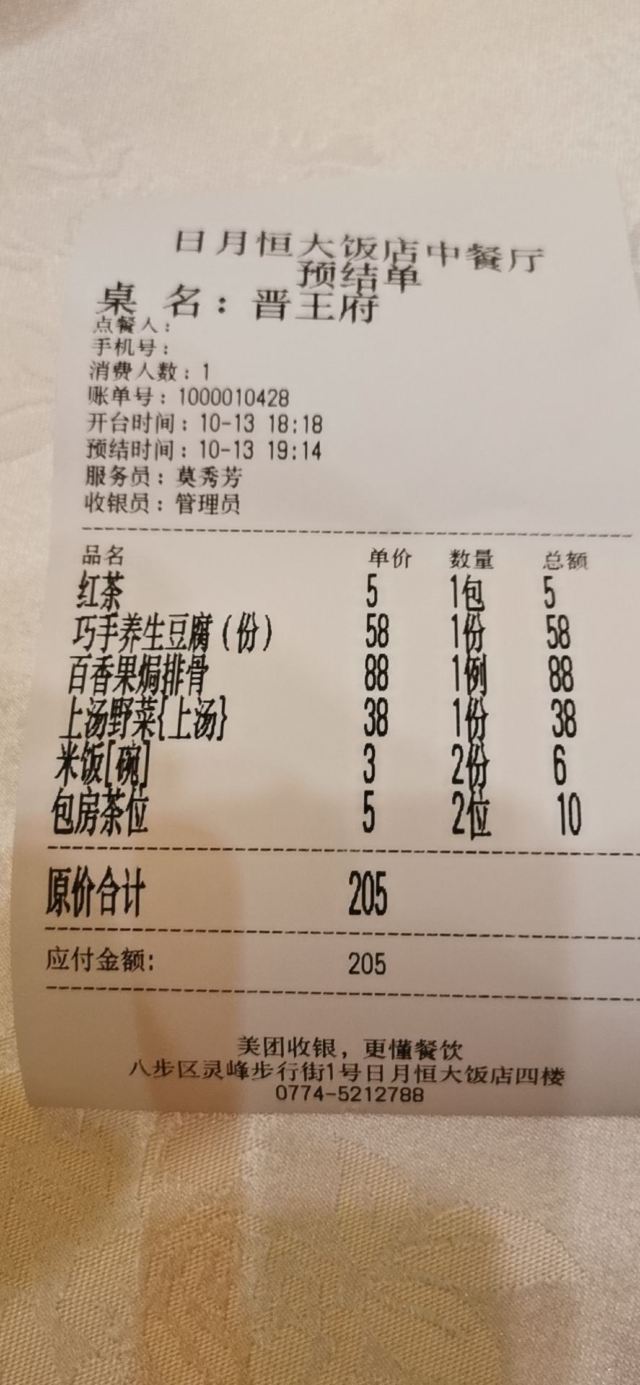 日月恒大饭店中餐厅
预结单
桌 名：晋王府
点餐人：
手机号：
消费人数：1
账单号：1000010428
开台时间：10-13 18:18
预结时间：10-13 19:14
服务员：莫秀芳
收银员：管理员
品名 单价 数量 总额
红茶 5 1包 5
巧手养生豆腐（份） 58 1份 58
百香果焗排骨 88 1例 88
上汤野菜{上汤} 38 1份 38
米饭[碗] 3 2份 6
包房茶位 5 2位 10
原价合计 205
应付金额: 205
美团收银，更懂餐饮
八步区灵峰步行街1号日月恒大饭店四楼
0774-5212788